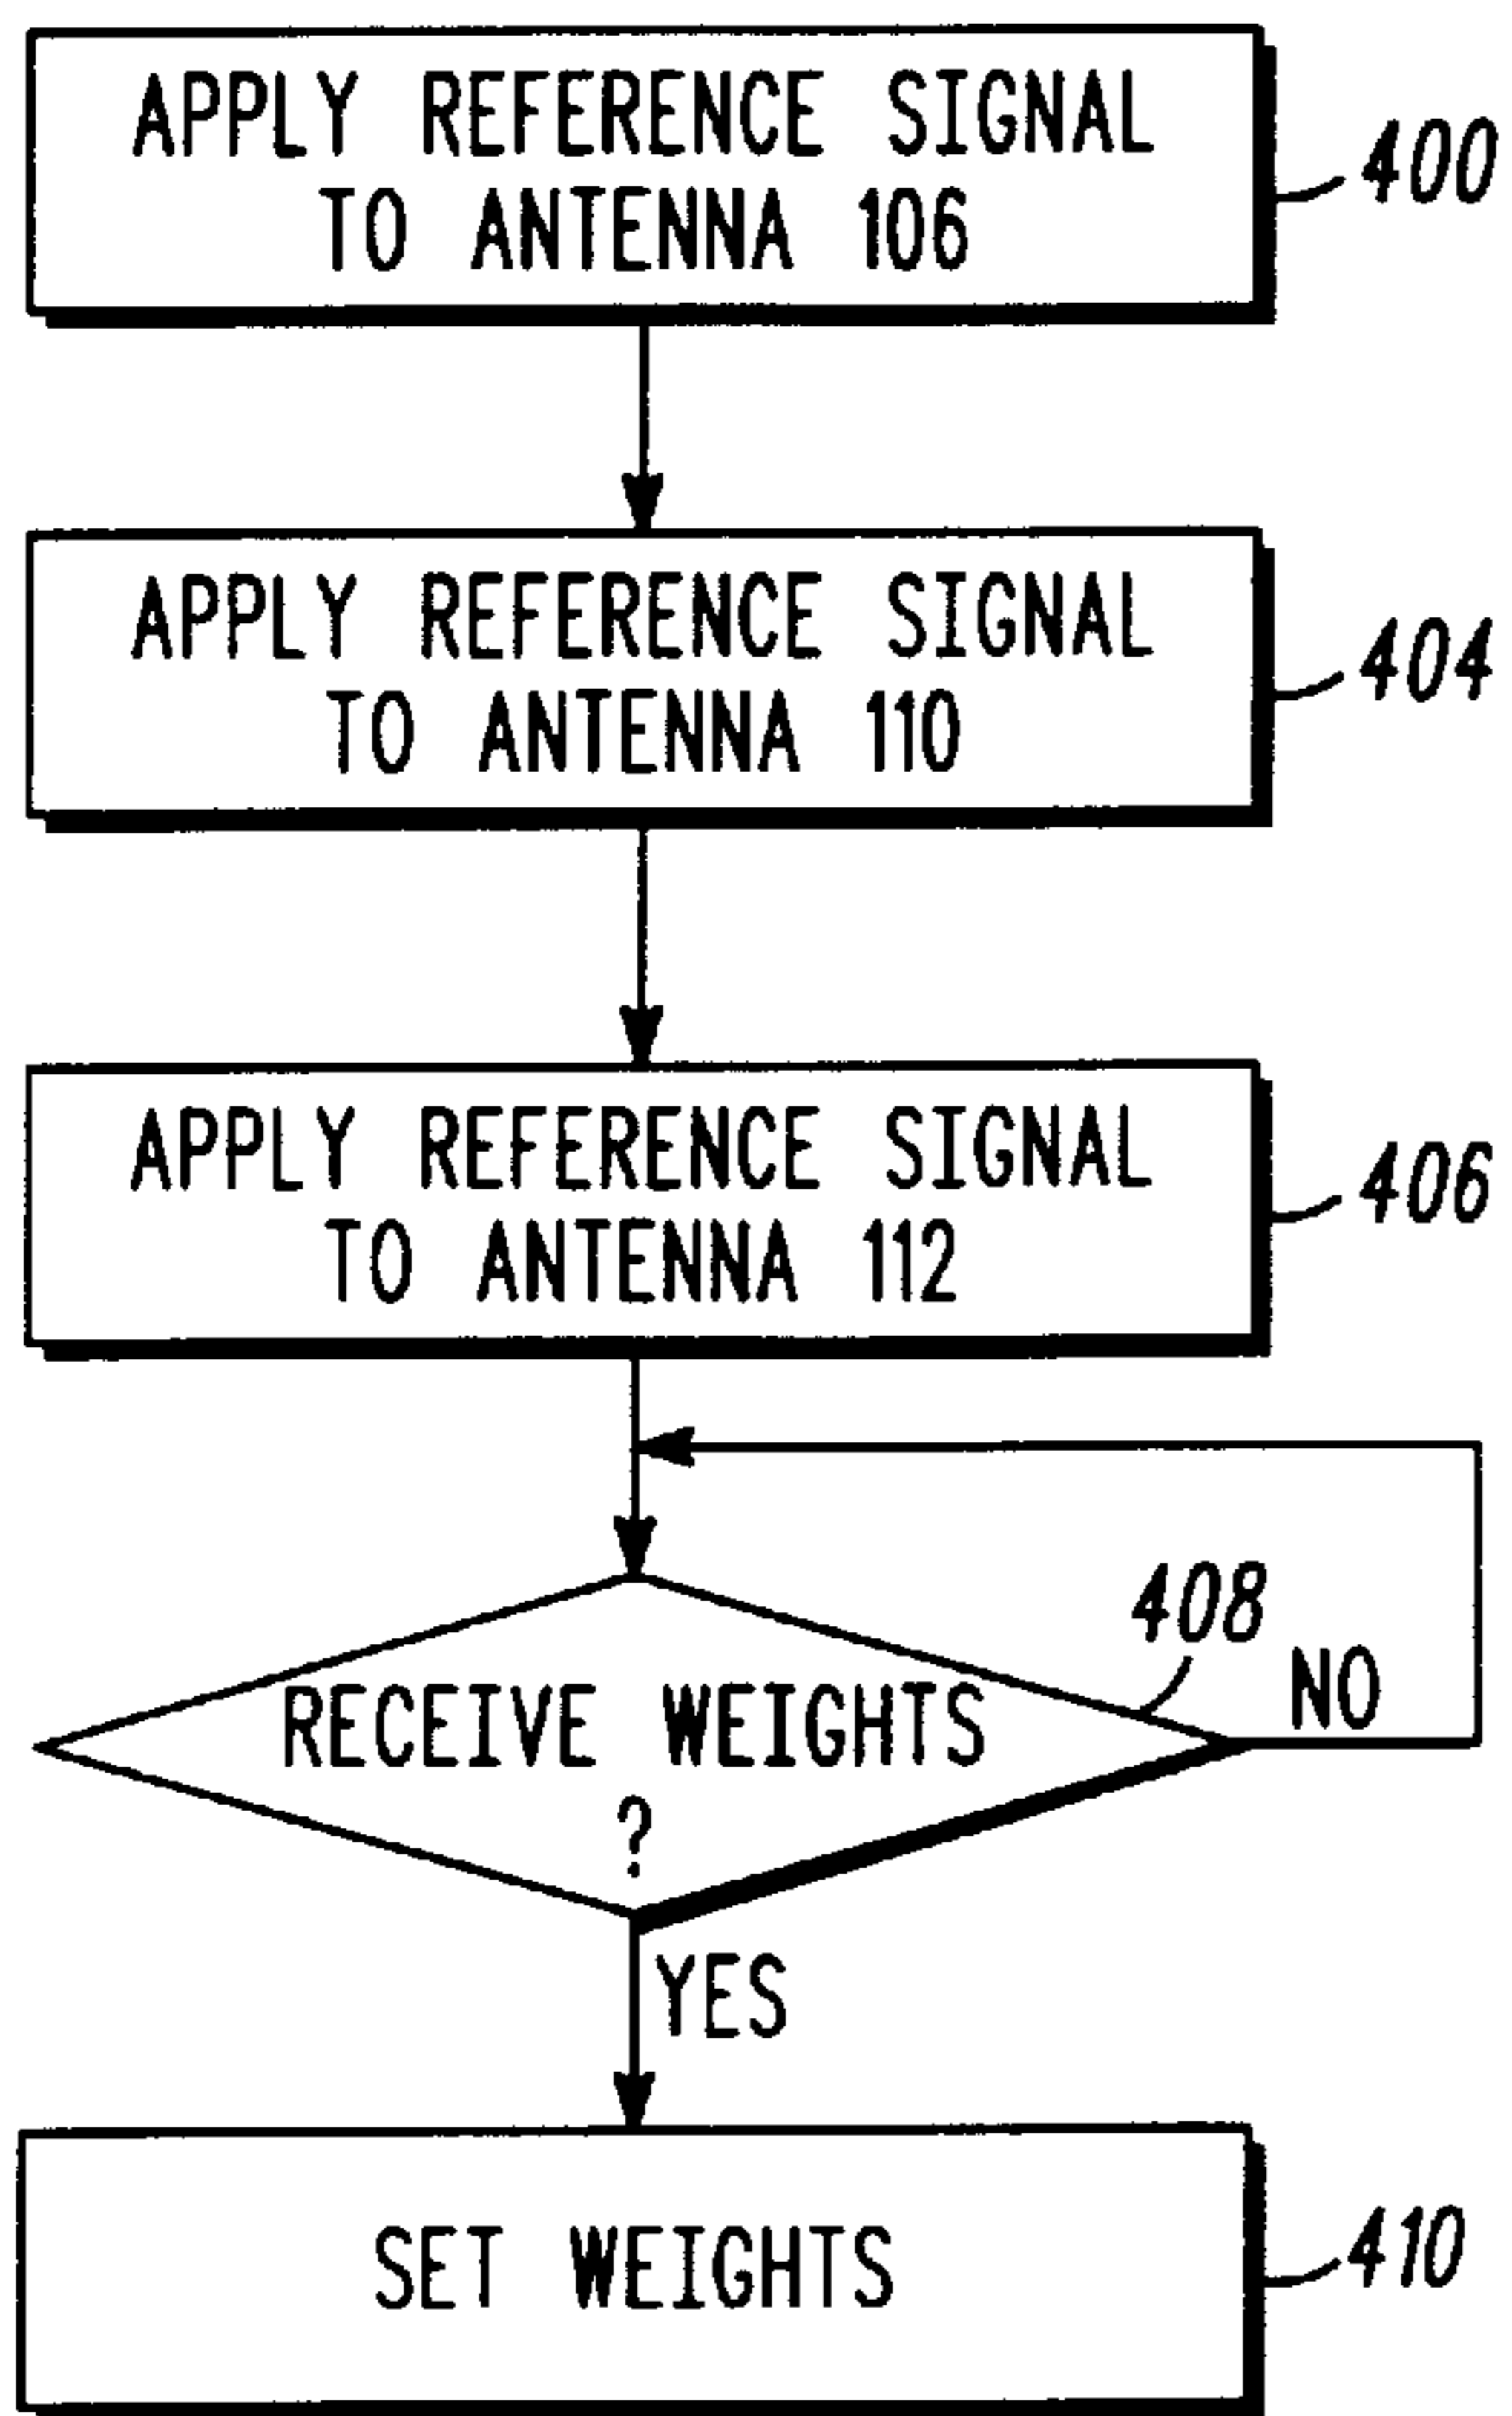 APPLY REFERENCE SIGNAL
TO ANTENNA 106
400
APPLY REFERENCE SIGNAL
TO ANTENNA 110
404
APPLY REFERENCE SIGNAL
TO ANTENNA 112
406
408
NO
RECEIVE WEIGHTS
?
YES
SET WEIGHTS
410